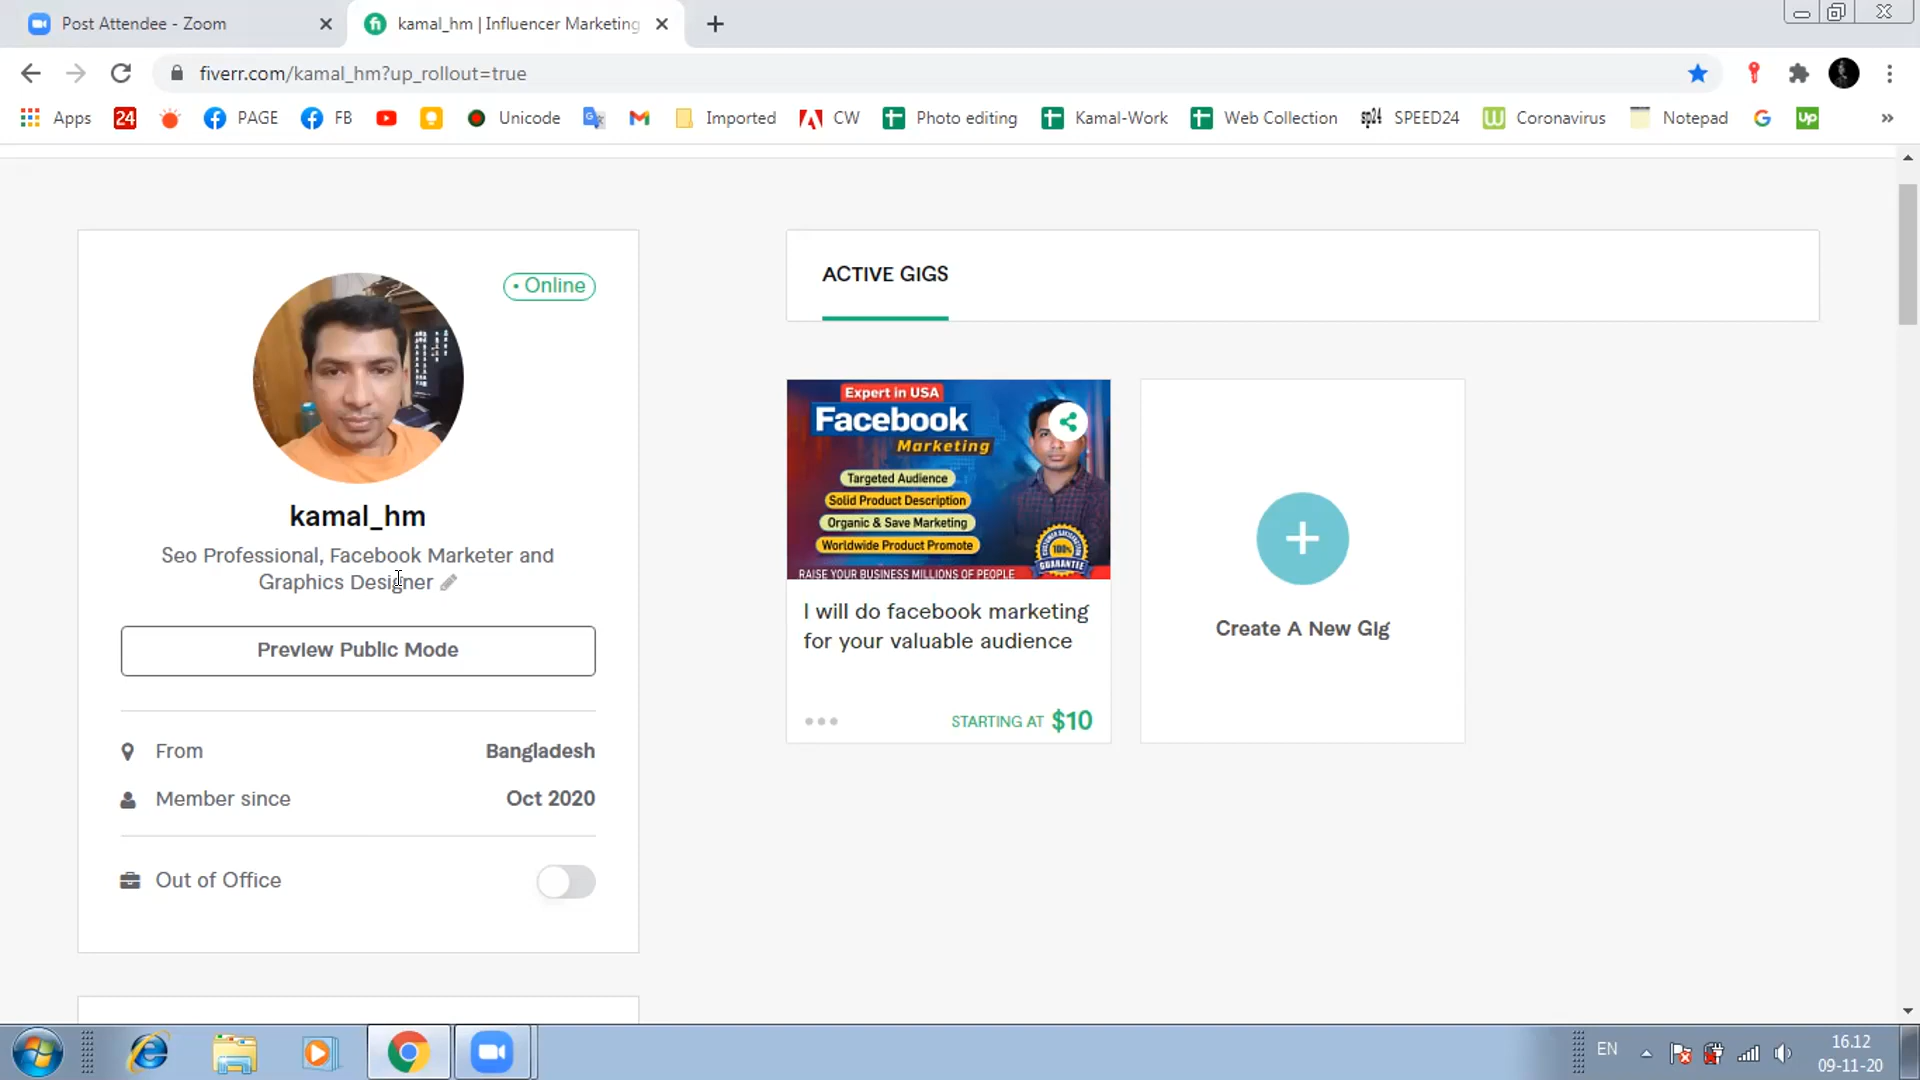 Post Attendee - Zoom
kamal_hm | Influencer Marketing
fiverr.com/kamal_hm?up_rollout=true
Apps
24
PAGE
FB
Unicode
Imported
CW
Photo editing
Kamal-Work
Web Collection
sp24 SPEED24
Coronavirus
Notepad
Up
»
• Online
kamal_hm
Seo Professional, Facebook Marketer and
Graphics Designer
Preview Public Mode
From Bangladesh
Member since Oct 2020
Out of Office
ACTIVE GIGS
Expert in USA
Facebook
Marketing
Targeted Audience
Solid Product Description
Organic & Save Marketing
Worldwide Product Promote
100%
GUARANTEE
RAISE YOUR BUSINESS MILLIONS OF PEOPLE
I will do facebook marketing
for your valuable audience
STARTING AT $10
Create A New Gig
EN
16.12
09-11-20